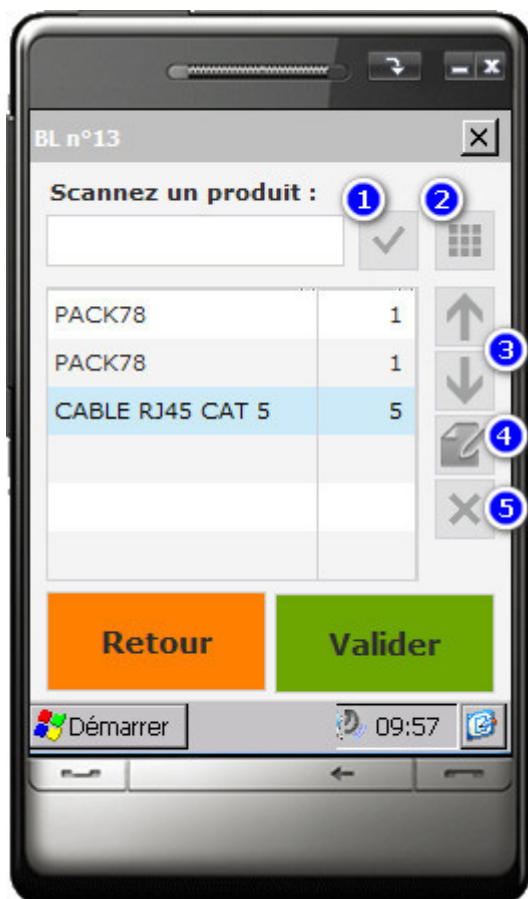 BL n°13
Scannez un produit :
1
2
PACK78 1
PACK78 1
3
CABLE RJ45 CAT 5 5
4
5
Retour Valider
Démarrer 09:57